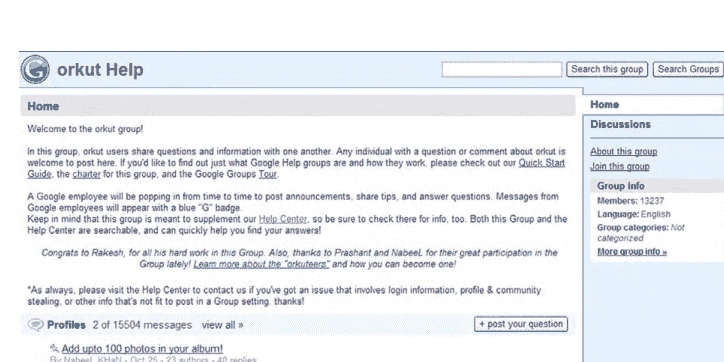 orkut Help
Search this group
Search Groups
Home
Welcome to the orkut group!
In this group, orkut users share questions and information with one another. Any individual with a question or comment about orkut is
welcome to post here. If you'd like to find out just what Google Help groups are and how they work, please check out our Quick Start
Guide, the charter for this group, and the Google Groups Tour.
A Google employee will be popping in from time to time to post announcements, share tips, and answer questions. Messages from
Google employees will appear with a blue "G" badge.
Keep in mind that this group is meant to supplement our Help Center, so be sure to check there for info, too. Both this Group and the
Help Center are searchable, and can quickly help you find your answers!
Congrats to Rakesh, for all his hard work in this Group. Also, thanks to Prashant and NabeeL for their great participation in the
Group lately! Learn more about the "orkuteers" and how you can become one!
*As always, please visit the Help Center to contact us if you've got an issue that involves login information, profile & community
stealing, or other info that's not fit to post in a Group setting. thanks!
Profiles 2 of 15504 messages view all »
+ post your question
Add upto 100 photos in your album!
By Nabeel, KHaN - Oct 25 - 23 authors - 40 replies
Home
Discussions
About this group
Join this group
Group info
Members: 13237
Language: English
Group categories: Not
categorized
More group info »